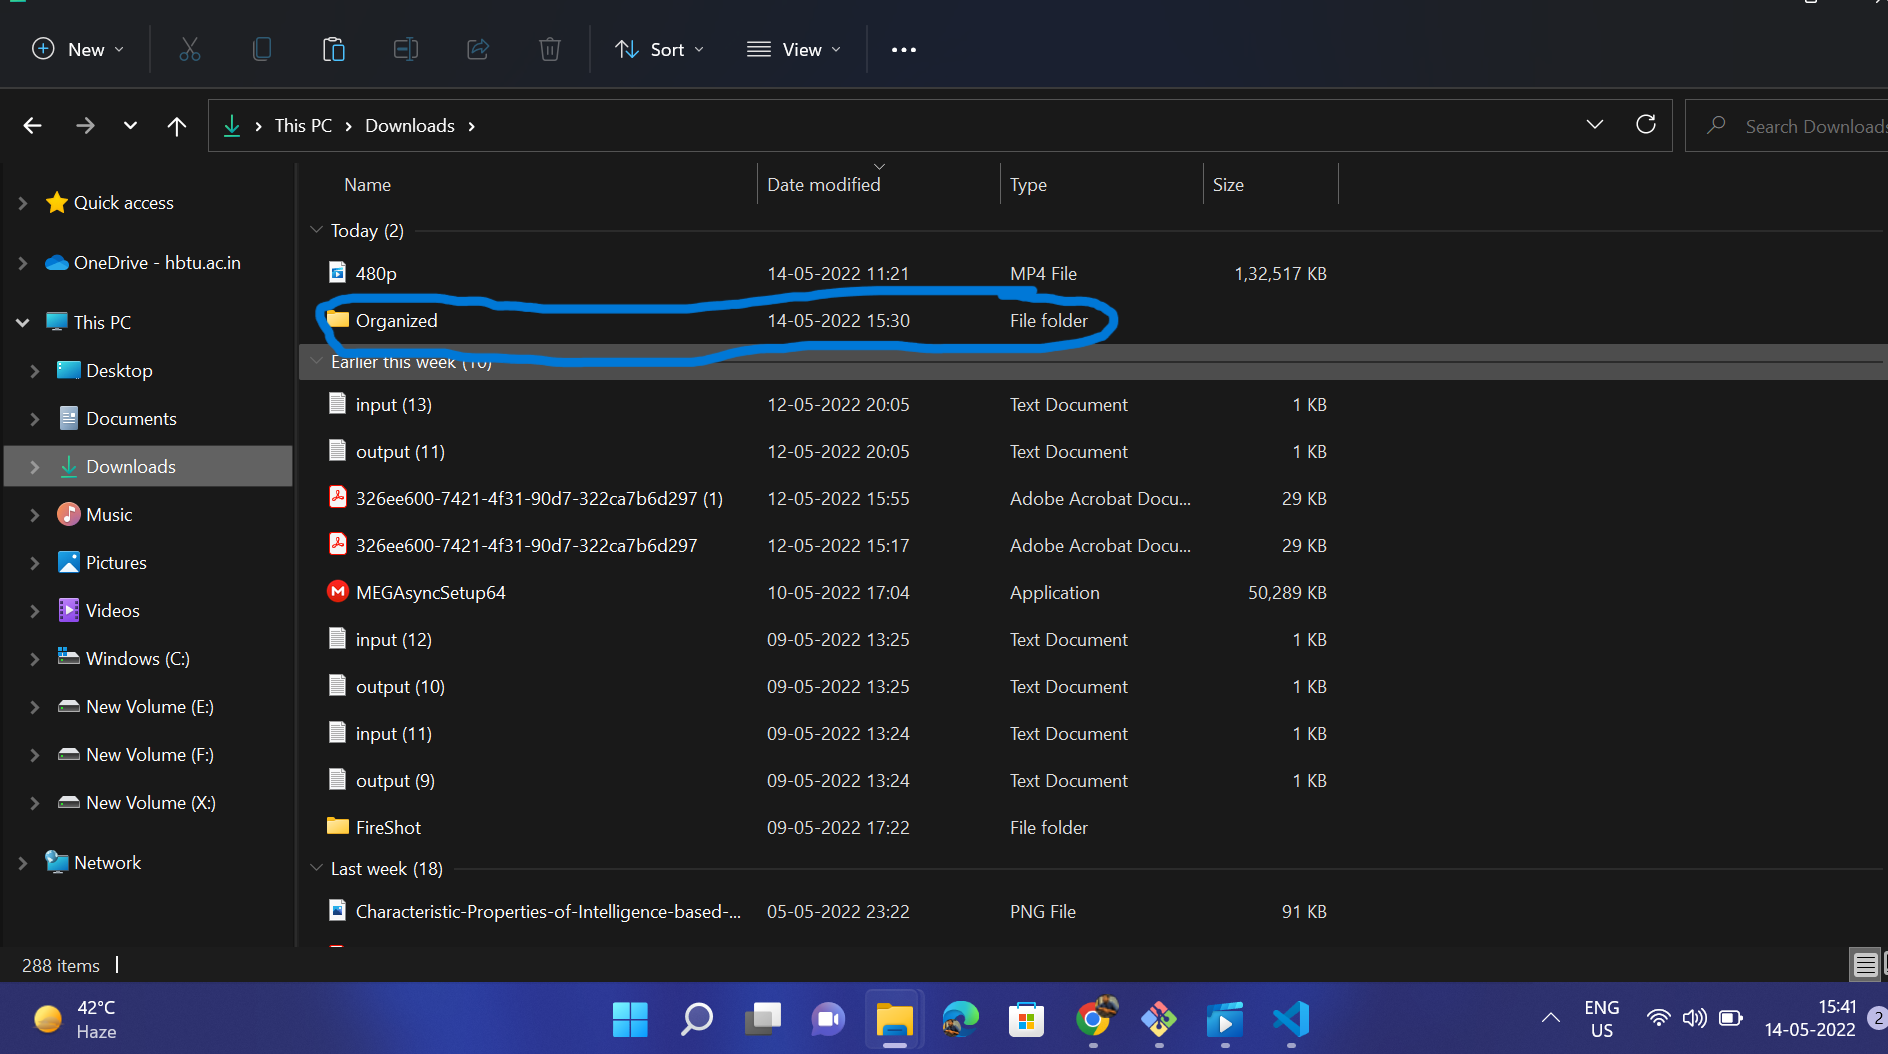 New Sort View
This PC Downloads Search Downloads
Name Date modified Type Size
Quick access
OneDrive - hbtu.ac.in
This PC
Desktop
Documents
Downloads
Music
Pictures
Videos
Windows (C:)
New Volume (E:)
New Volume (F:)
New Volume (X:)
Network
Today (2)
480p 14-05-2022 11:21 MP4 File 1,32,517 KB
Organized 14-05-2022 15:30 File folder
Earlier this week (10)
input (13) 12-05-2022 20:05 Text Document 1 KB
output (11) 12-05-2022 20:05 Text Document 1 KB
326ee600-7421-4f31-90d7-322ca7b6d297 (1) 12-05-2022 15:55 Adobe Acrobat Docu... 29 KB
326ee600-7421-4f31-90d7-322ca7b6d297 12-05-2022 15:17 Adobe Acrobat Docu... 29 KB
MEGAsyncSetup64 10-05-2022 17:04 Application 50,289 KB
input (12) 09-05-2022 13:25 Text Document 1 KB
output (10) 09-05-2022 13:25 Text Document 1 KB
input (11) 09-05-2022 13:24 Text Document 1 KB
output (9) 09-05-2022 13:24 Text Document 1 KB
FireShot 09-05-2022 17:22 File folder
Last week (18)
Characteristic-Properties-of-Intelligence-based-... 05-05-2022 23:22 PNG File 91 KB
288 items
42°C
Haze
ENG
US
15:41
14-05-2022
2